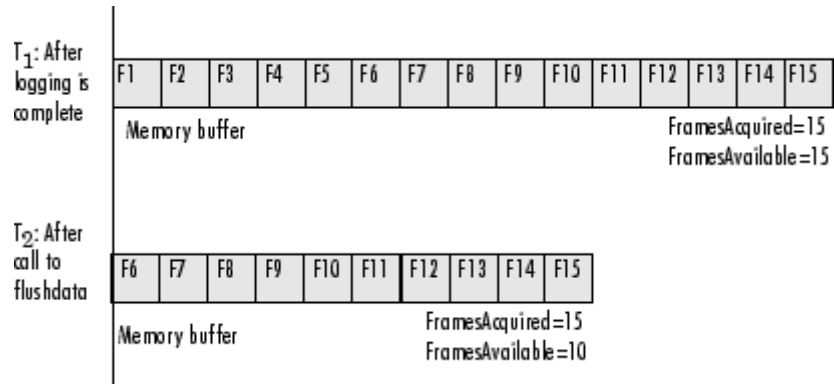 T1: After
logging is
complete
F1 F2 F3 F4 F5 F6 F7 F8 F9 F10 F11 F12 F13 F14 F15
Memory buffer
FramesAcquired=15
FramesAvailable=15
T2: After
call to
flushdata
F6 F7 F8 F9 F10 F11 F12 F13 F14 F15
Memory buffer
FramesAcquired=15
FramesAvailable=10